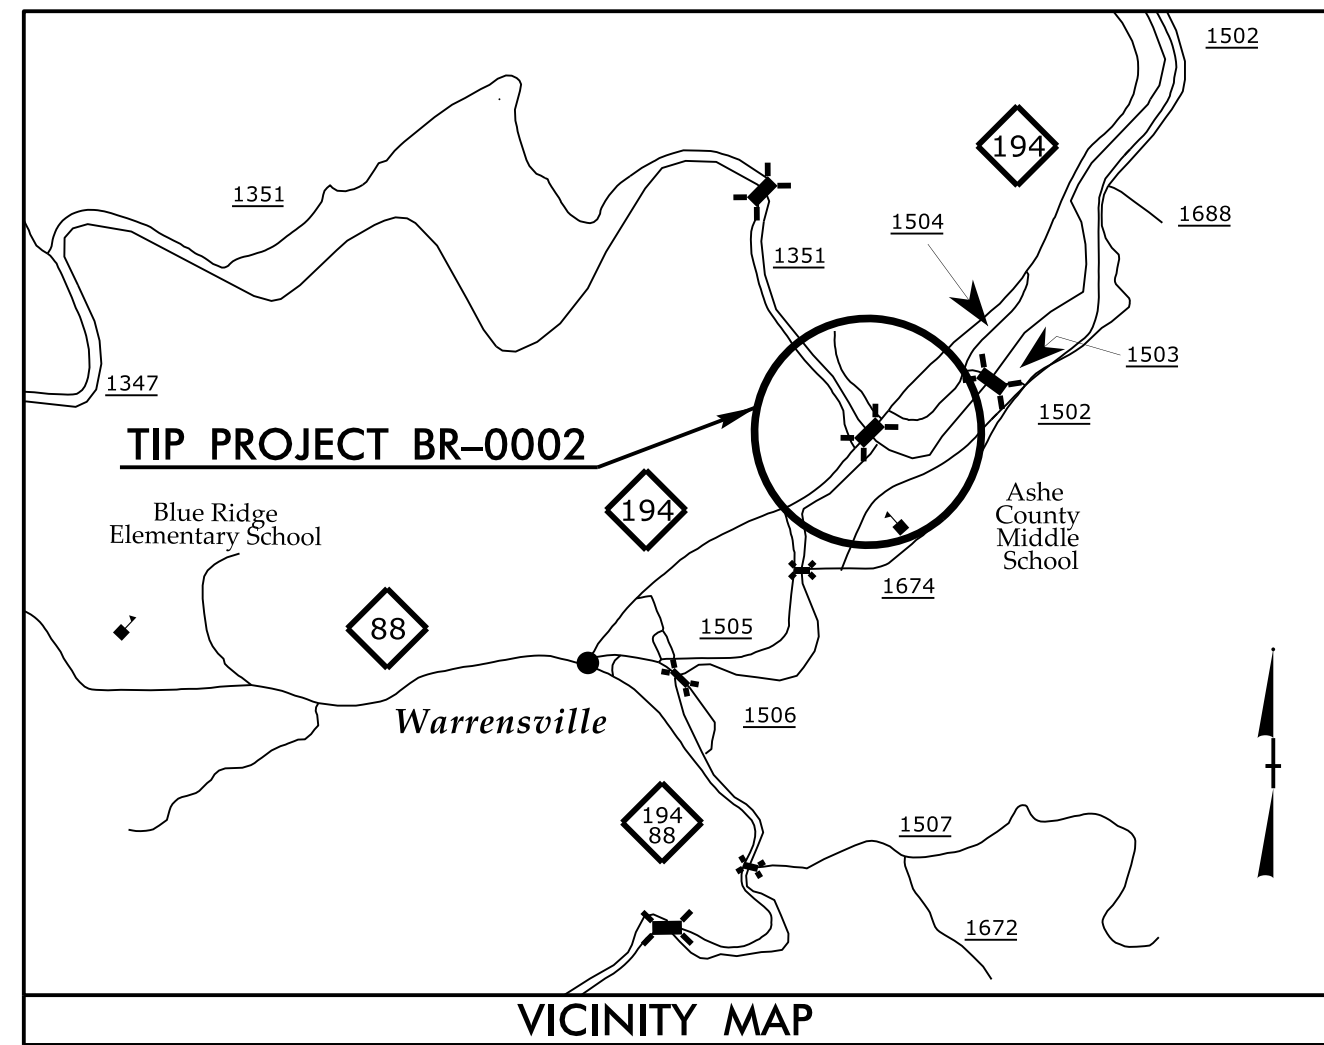 1502
194
1351
1688
1504
1351
1503
1347
1502
TIP PROJECT BR–0002
194
Blue Ridge
Elementary School
Ashe
County
Middle
School
1674
88
1505
1506
Warrensville
194
88
1507
1672
VICINITY MAP